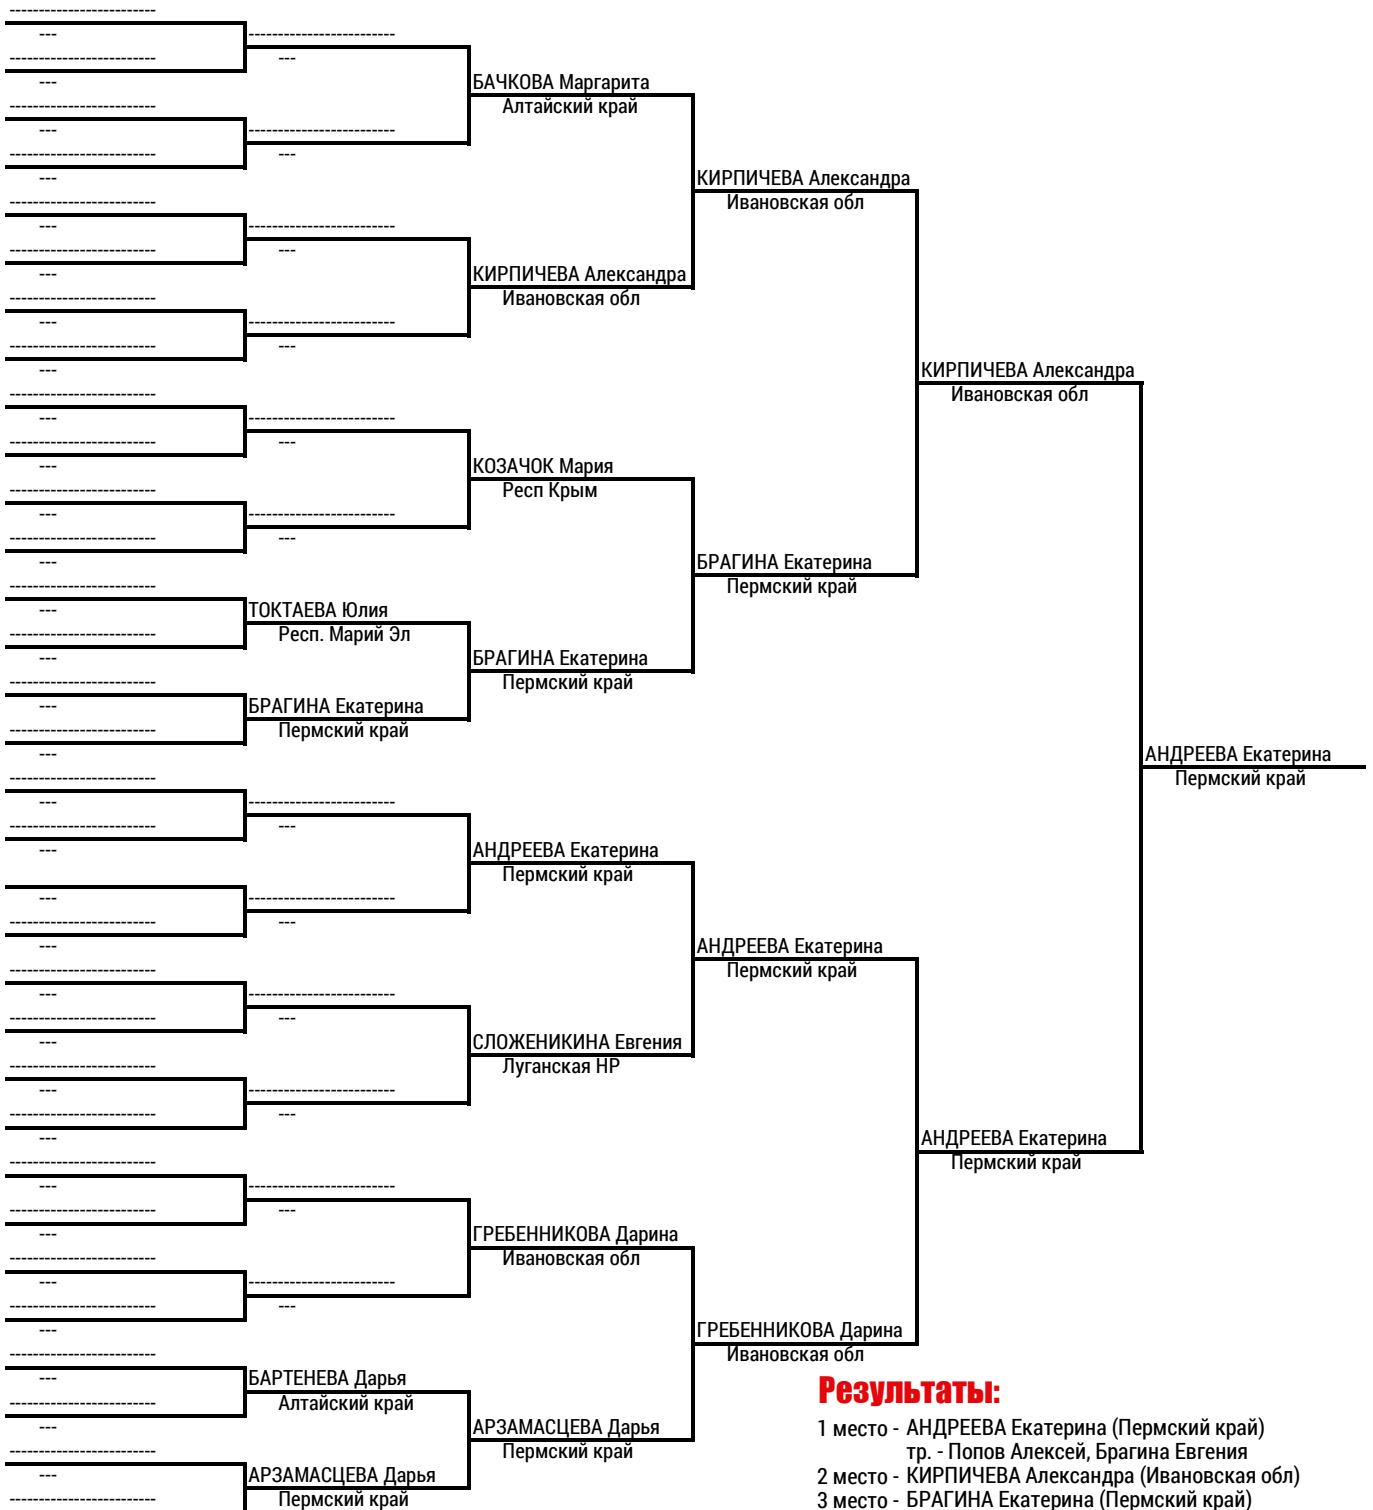 БАЧКОВА Маргарита
Алтайский край
КИРПИЧЕВА Александра
Ивановская обл
КИРПИЧЕВА Александра
Ивановская обл
КИРПИЧЕВА Александра
Ивановская обл
КОЗАЧОК Мария
Респ Крым
БРАГИНА Екатерина
Пермский край
ТОКТАЕВА Юлия
Респ. Марий Эл
БРАГИНА Екатерина
Пермский край
БРАГИНА Екатерина
Пермский край
АНДРЕЕВА Екатерина
Пермский край
АНДРЕЕВА Екатерина
Пермский край
АНДРЕЕВА Екатерина
Пермский край
СЛОЖЕНИКИНА Евгения
Луганская НР
АНДРЕЕВА Екатерина
Пермский край
ГРЕБЕННИКОВА Дарина
Ивановская обл
ГРЕБЕННИКОВА Дарина
Ивановская обл
БАРТЕНЕВА Дарья
Алтайский край
АРЗАМАСЦЕВА Дарья
Пермский край
АРЗАМАСЦЕВА Дарья
Пермский край
Результаты:
1 место - АНДРЕЕВА Екатерина (Пермский край)
тр. - Попов Алексей, Брагина Евгения
2 место - КИРПИЧЕВА Александра (Ивановская обл)
3 место - БРАГИНА Екатерина (Пермский край)